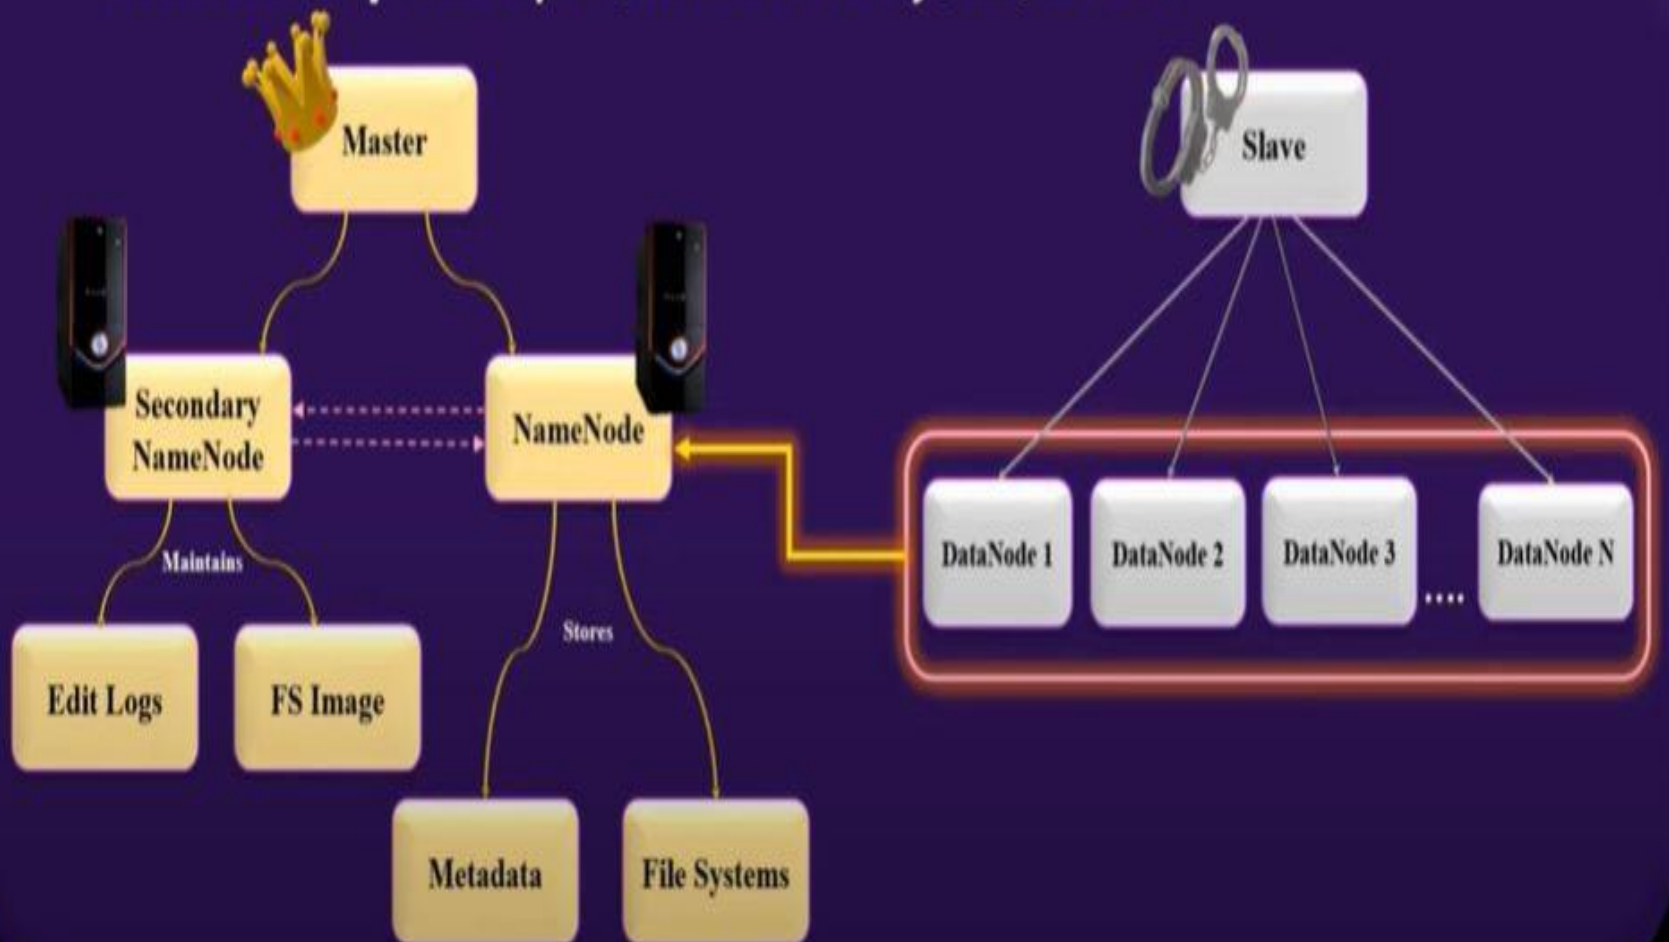 Master
Slave
Secondary
NameNode
NameNode
DataNode 1
DataNode 2
DataNode 3
....
DataNode N
Maintains
Stores
Edit Logs
FS Image
Metadata
File Systems